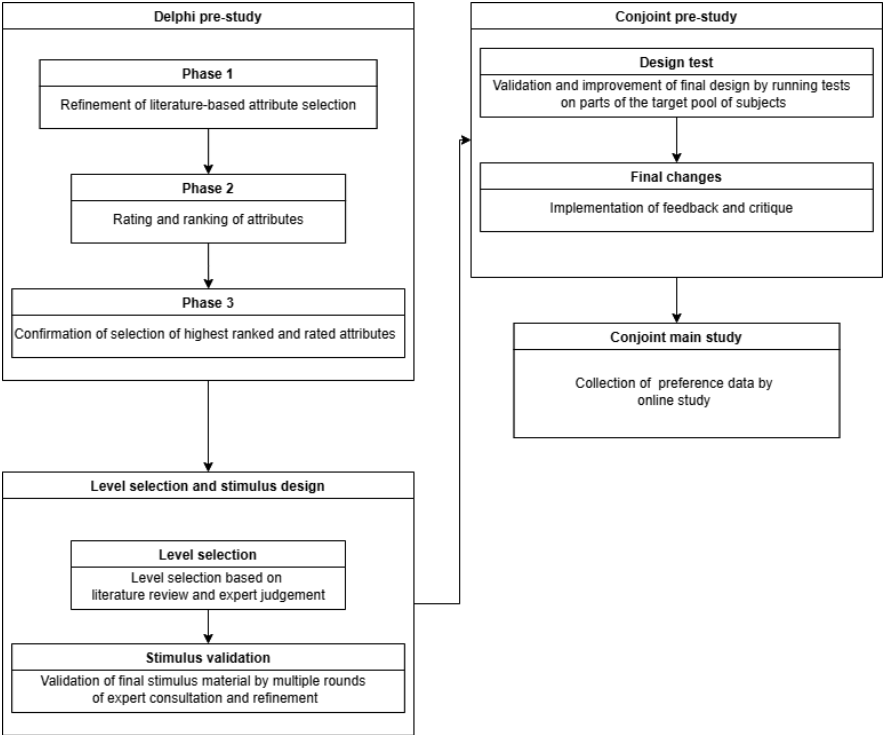 Delphi pre-study
Phase 1
Refinement of literature-based attribute selection
Phase 2
Rating and ranking of attributes
Phase 3
Confirmation of selection of highest ranked and rated attributes
Level selection and stimulus design
Level selection
Level selection based on
literature review and expert judgement
Stimulus validation
Validation of final stimulus material by multiple rounds
of expert consultation and refinement
Conjoint pre-study
Design test
Validation and improvement of final design by running tests
on parts of the target pool of subjects
Final changes
Implementation of feedback and critique
Conjoint main study
Collection of preference data by
online study